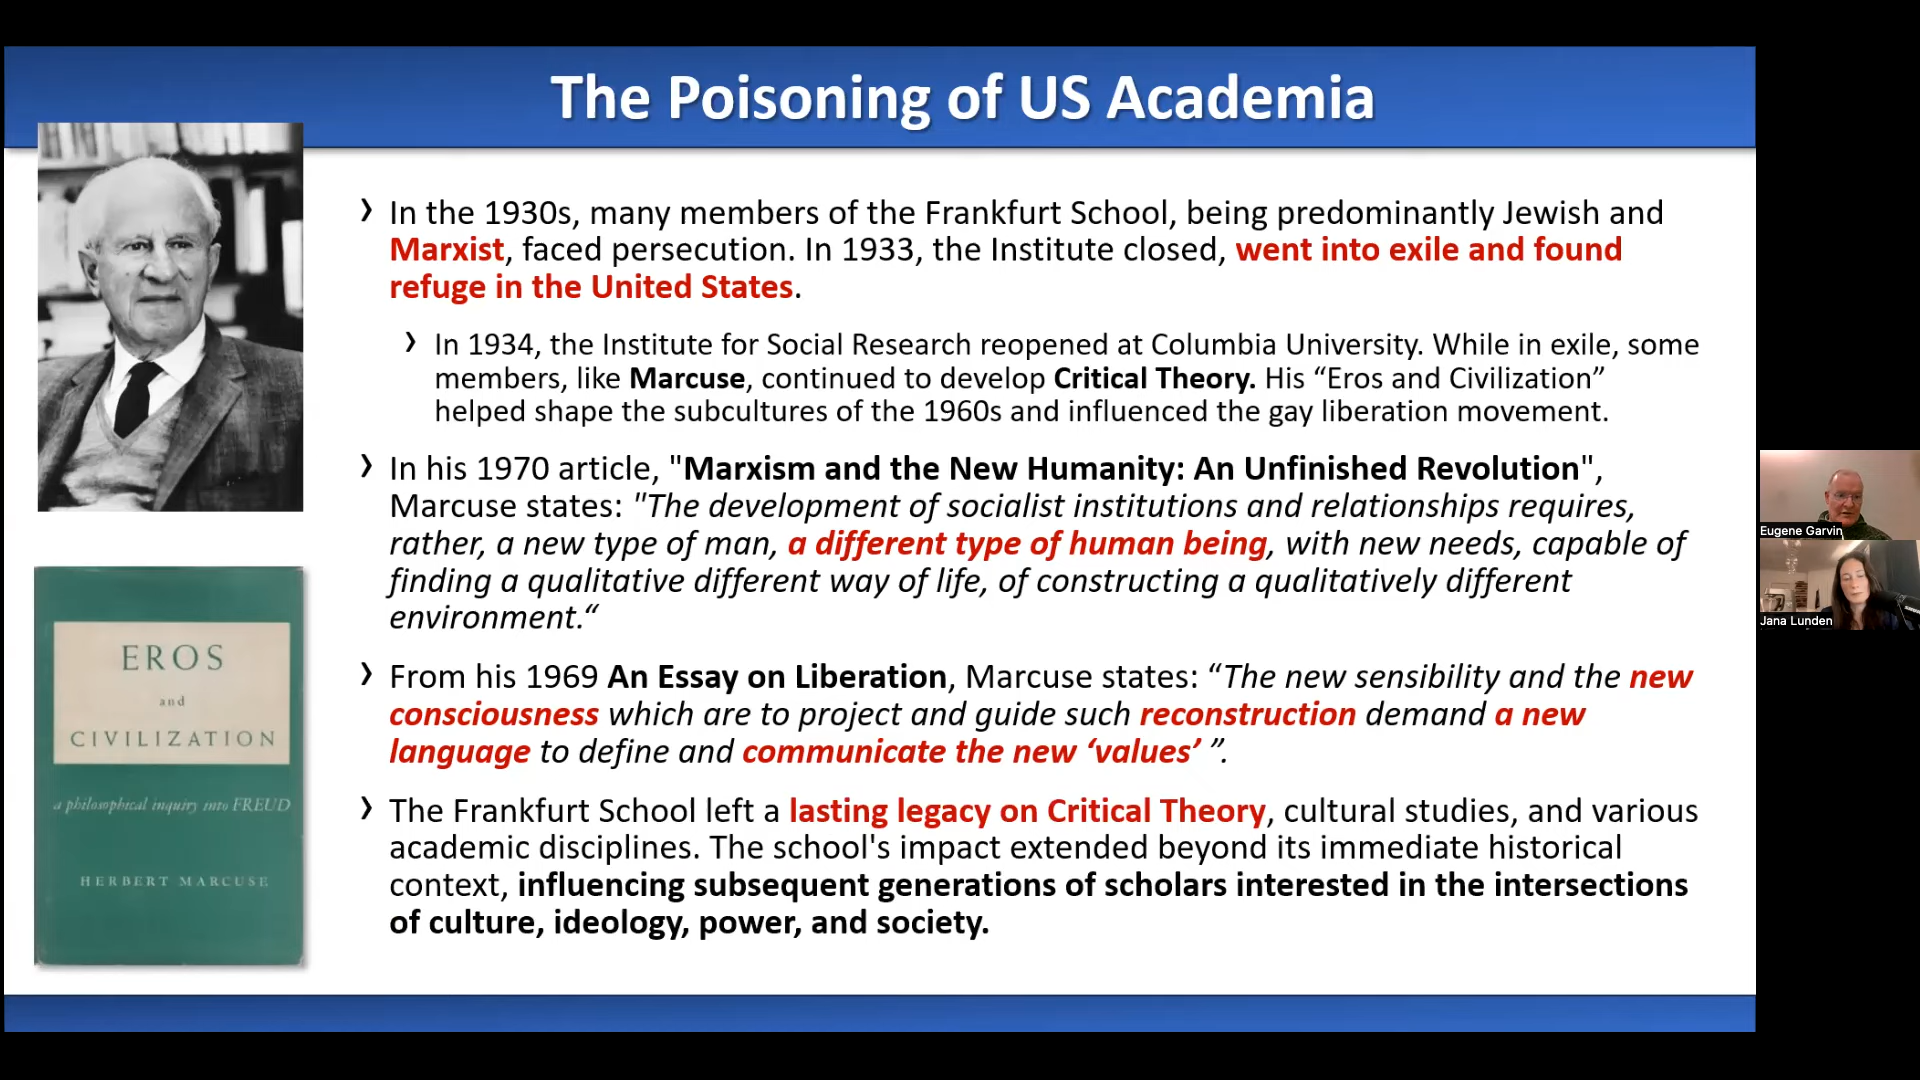 The Poisoning of US Academia
In the 1930s, many members of the Frankfurt School, being predominantly Jewish and
Marxist, faced persecution. In 1933, the Institute closed, went into exile and found
refuge in the United States.
In 1934, the Institute for Social Research reopened at Columbia University. While in exile, some
members, like Marcuse, continued to develop Critical Theory. His “Eros and Civilization”
helped shape the subcultures of the 1960s and influenced the gay liberation movement.
In his 1970 article, "Marxism and the New Humanity: An Unfinished Revolution",
Marcuse states: "The development of socialist institutions and relationships requires,
rather, a new type of man, a different type of human being, with new needs, capable of
finding a qualitative different way of life, of constructing a qualitatively different
environment.“
From his 1969 An Essay on Liberation, Marcuse states: “The new sensibility and the new
consciousness which are to project and guide such reconstruction demand a new
language to define and communicate the new ‘values’ ”.
The Frankfurt School left a lasting legacy on Critical Theory, cultural studies, and various
academic disciplines. The school's impact extended beyond its immediate historical
context, influencing subsequent generations of scholars interested in the intersections
of culture, ideology, power, and society.
EROS
and
CIVILIZATION
a philosophical inquiry into FREUD
HERBERT MARCUSE
Eugene Garvin
Jana Lunden